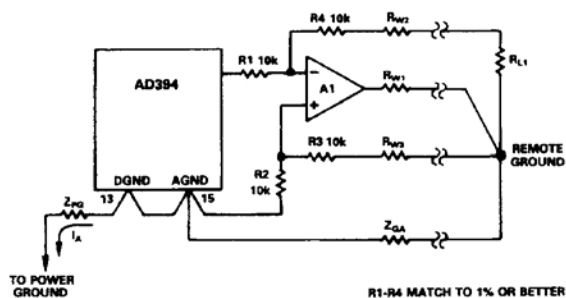 R4 10k
RW2
R1 10k
AD394
A1
−
+
RW1
RL1
REMOTE
GROUND
R3 10k
RW3
R2
10k
DGND
AGND
13
15
ZPG
IA
ZGA
TO POWER
GROUND
R1-R4 MATCH TO 1% OR BETTER